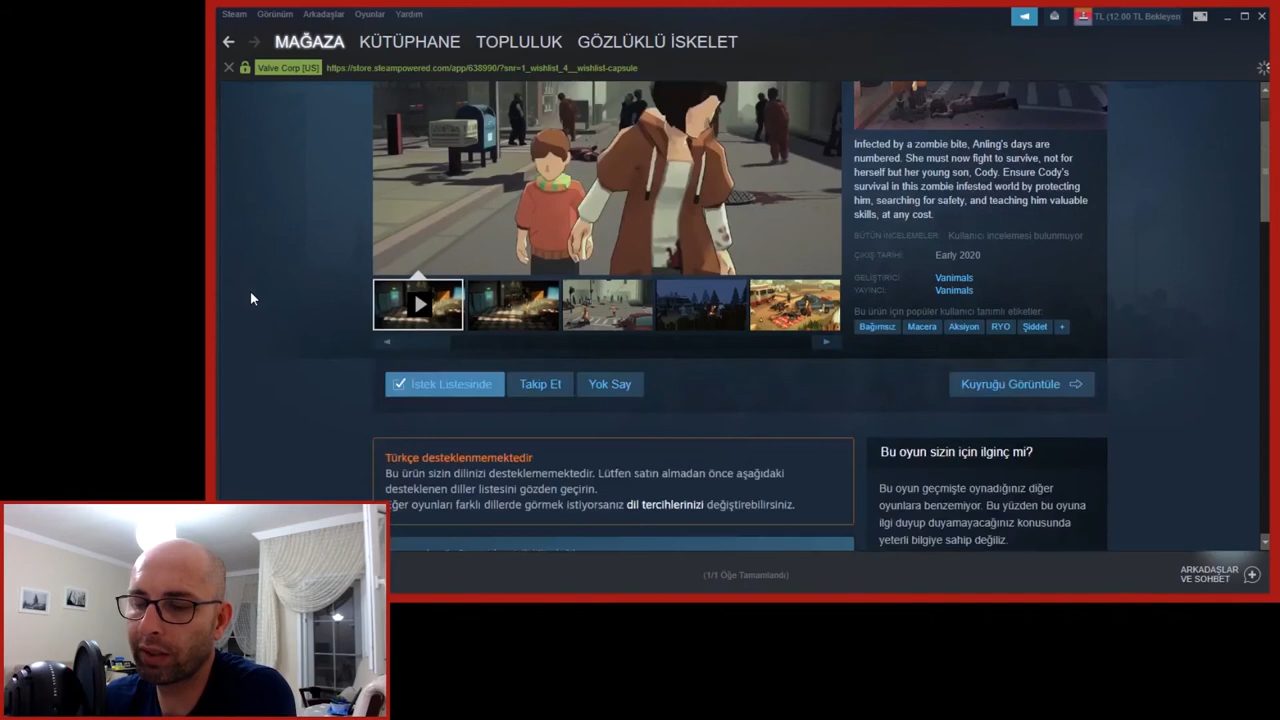 Steam Görünüm Arkadaşlar Oyunlar Yardım
TL (12.00 TL Bekleyen
MAĞAZA KÜTÜPHANE TOPLULUK GÖZLÜKLÜ İSKELET
Valve Corp [US] https://store.steampowered.com/app/638990/?snr=1_wishlist_4__wishlist-capsule
Infected by a zombie bite, Anling's days are
numbered. She must now fight to survive, not for
herself but her young son, Cody. Ensure Cody's
survival in this zombie infested world by protecting
him, searching for safety, and teaching him valuable
skills, at any cost.
BÜTÜN İNCELEMELER: Kullanıcı incelemesi bulunmuyor
ÇIKIŞ TARİHİ: Early 2020
GELİŞTİRİCİ: Vanimals
YAYINCI: Vanimals
Bu ürün için popüler kullanıcı tanımlı etiketler:
Bağımsız Macera Aksiyon RYO Şiddet +
İstek Listesinde Takip Et Yok Say Kuyruğu Görüntüle
Türkçe desteklenmemektedir
Bu ürün sizin dilinizi desteklememektedir. Lütfen satın almadan önce aşağıdaki
desteklenen diller listesini gözden geçirin.
ğer oyunları farklı dillerde görmek istiyorsanız dil tercihlerinizi değiştirebilirsiniz.
Bu oyun sizin için ilginç mi?
Bu oyun geçmişte oynadığınız diğer
oyunlara benzemiyor. Bu yüzden bu oyuna
ilgi duyup duyamayacağınız konusunda
yeterli bilgiye sahip değiliz.
(1/1 Öğe Tamamlandı)
ARKADAŞLAR
VE SOHBET